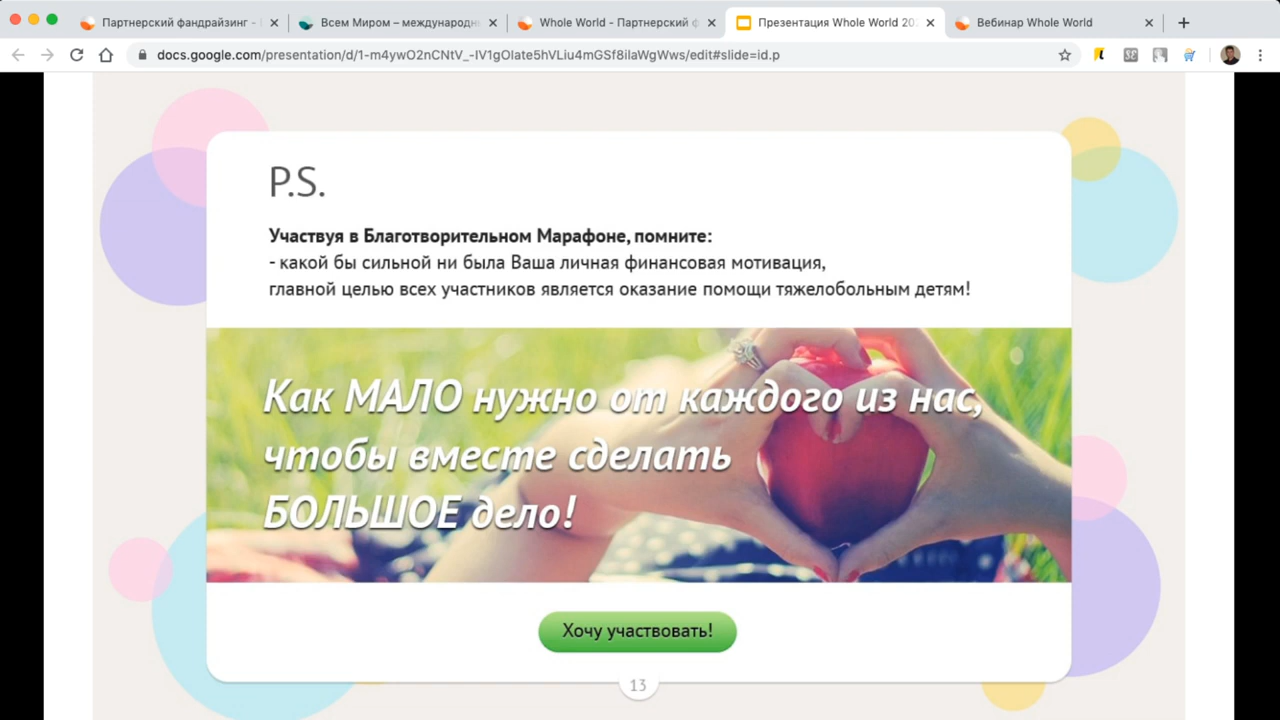 Партнерский фандрайзинг -
Всем Миром – международн
Whole World - Партнерский ф
Презентация Whole World 20
Вебинар Whole World
docs.google.com/presentation/d/1-m4ywO2nCNtV_-IV1gOlate5hVLiu4mGSf8ilaWgWws/edit#slide=id.p
P.S.
Участвуя в Благотворительном Марафоне, помните:
- какой бы сильной ни была Ваша личная финансовая мотивация,
главной целью всех участников является оказание помощи тяжелобольным детям!
Как МАЛО нужно от каждого из нас,
чтобы вместе сделать
БОЛЬШОЕ дело!
Хочу участвовать!
13